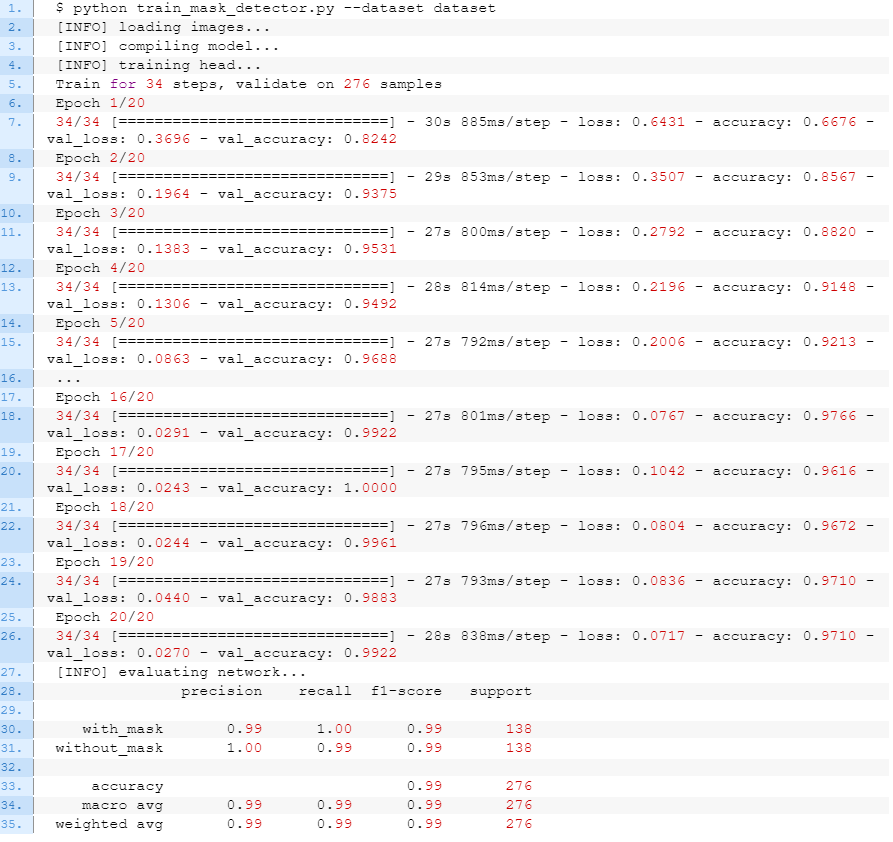 1. $ python train_mask_detector.py --dataset dataset
2. [INFO] loading images...
3. [INFO] compiling model...
4. [INFO] training head...
5. Train for 34 steps, validate on 276 samples
6. Epoch 1/20
7. 34/34 [==============================] - 30s 885ms/step - loss: 0.6431 - accuracy: 0.6676 -
val_loss: 0.3696 - val_accuracy: 0.8242
8. Epoch 2/20
9. 34/34 [==============================] - 29s 853ms/step - loss: 0.3507 - accuracy: 0.8567 -
val_loss: 0.1964 - val_accuracy: 0.9375
10. Epoch 3/20
11. 34/34 [==============================] - 27s 800ms/step - loss: 0.2792 - accuracy: 0.8820 -
val_loss: 0.1383 - val_accuracy: 0.9531
12. Epoch 4/20
13. 34/34 [==============================] - 28s 814ms/step - loss: 0.2196 - accuracy: 0.9148 -
val_loss: 0.1306 - val_accuracy: 0.9492
14. Epoch 5/20
15. 34/34 [==============================] - 27s 792ms/step - loss: 0.2006 - accuracy: 0.9213 -
val_loss: 0.0863 - val_accuracy: 0.9688
16. ...
17. Epoch 16/20
18. 34/34 [==============================] - 27s 801ms/step - loss: 0.0767 - accuracy: 0.9766 -
val_loss: 0.0291 - val_accuracy: 0.9922
19. Epoch 17/20
20. 34/34 [==============================] - 27s 795ms/step - loss: 0.1042 - accuracy: 0.9616 -
val_loss: 0.0243 - val_accuracy: 1.0000
21. Epoch 18/20
22. 34/34 [==============================] - 27s 796ms/step - loss: 0.0804 - accuracy: 0.9672 -
val_loss: 0.0244 - val_accuracy: 0.9961
23. Epoch 19/20
24. 34/34 [==============================] - 27s 793ms/step - loss: 0.0836 - accuracy: 0.9710 -
val_loss: 0.0440 - val_accuracy: 0.9883
25. Epoch 20/20
26. 34/34 [==============================] - 28s 838ms/step - loss: 0.0717 - accuracy: 0.9710 -
val_loss: 0.0270 - val_accuracy: 0.9922
27. [INFO] evaluating network...
28. precision recall f1-score support
29.
30. with_mask 0.99 1.00 0.99 138
31. without_mask 1.00 0.99 0.99 138
32.
33. accuracy 0.99 276
34. macro avg 0.99 0.99 0.99 276
35. weighted avg 0.99 0.99 0.99 276